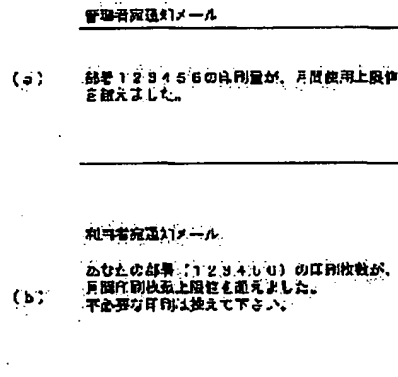 管理者宛通知メール
(a)
部署123456の印刷量が、月間使用上限値
を超えました。
利用者宛通知メール
(b)
あなたの部署(123456)の印刷枚数が、
月間印刷枚数上限値を超えました。
不必要な印刷は控えて下さい。